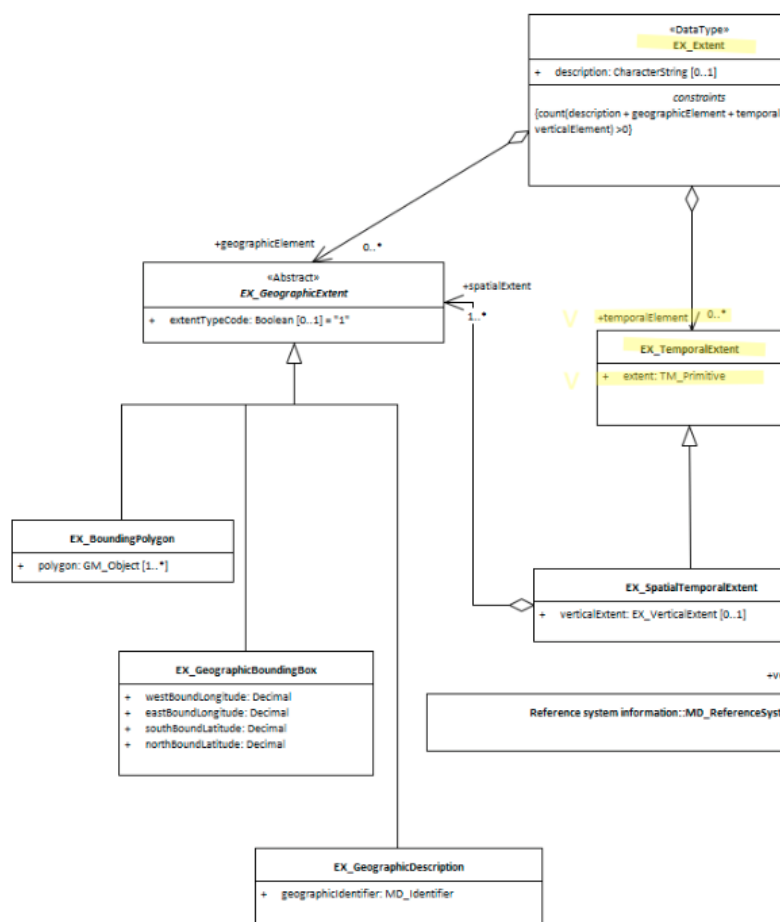 «DataType»
EX_Extent
+ description: CharacterString [0..1]
constraints
{count(description + geographicElement + temporal
verticalElement) >0}
+geographicElement
0..*
«Abstract»
EX_GeographicExtent
+ extentTypeCode: Boolean [0..1] = "1"
+spatialExtent
1..*
V +temporalElement 0..*
EX_TemporalExtent
V + extent: TM_Primitive
EX_BoundingPolygon
+ polygon: GM_Object [1..*]
EX_SpatialTemporalExtent
+ verticalExtent: EX_VerticalExtent [0..1]
EX_GeographicBoundingBox
+ westBoundLongitude: Decimal
+ eastBoundLongitude: Decimal
+ southBoundLatitude: Decimal
+ northBoundLatitude: Decimal
+ve
Reference system information::MD_ReferenceSyst
EX_GeographicDescription
+ geographicIdentifier: MD_Identifier